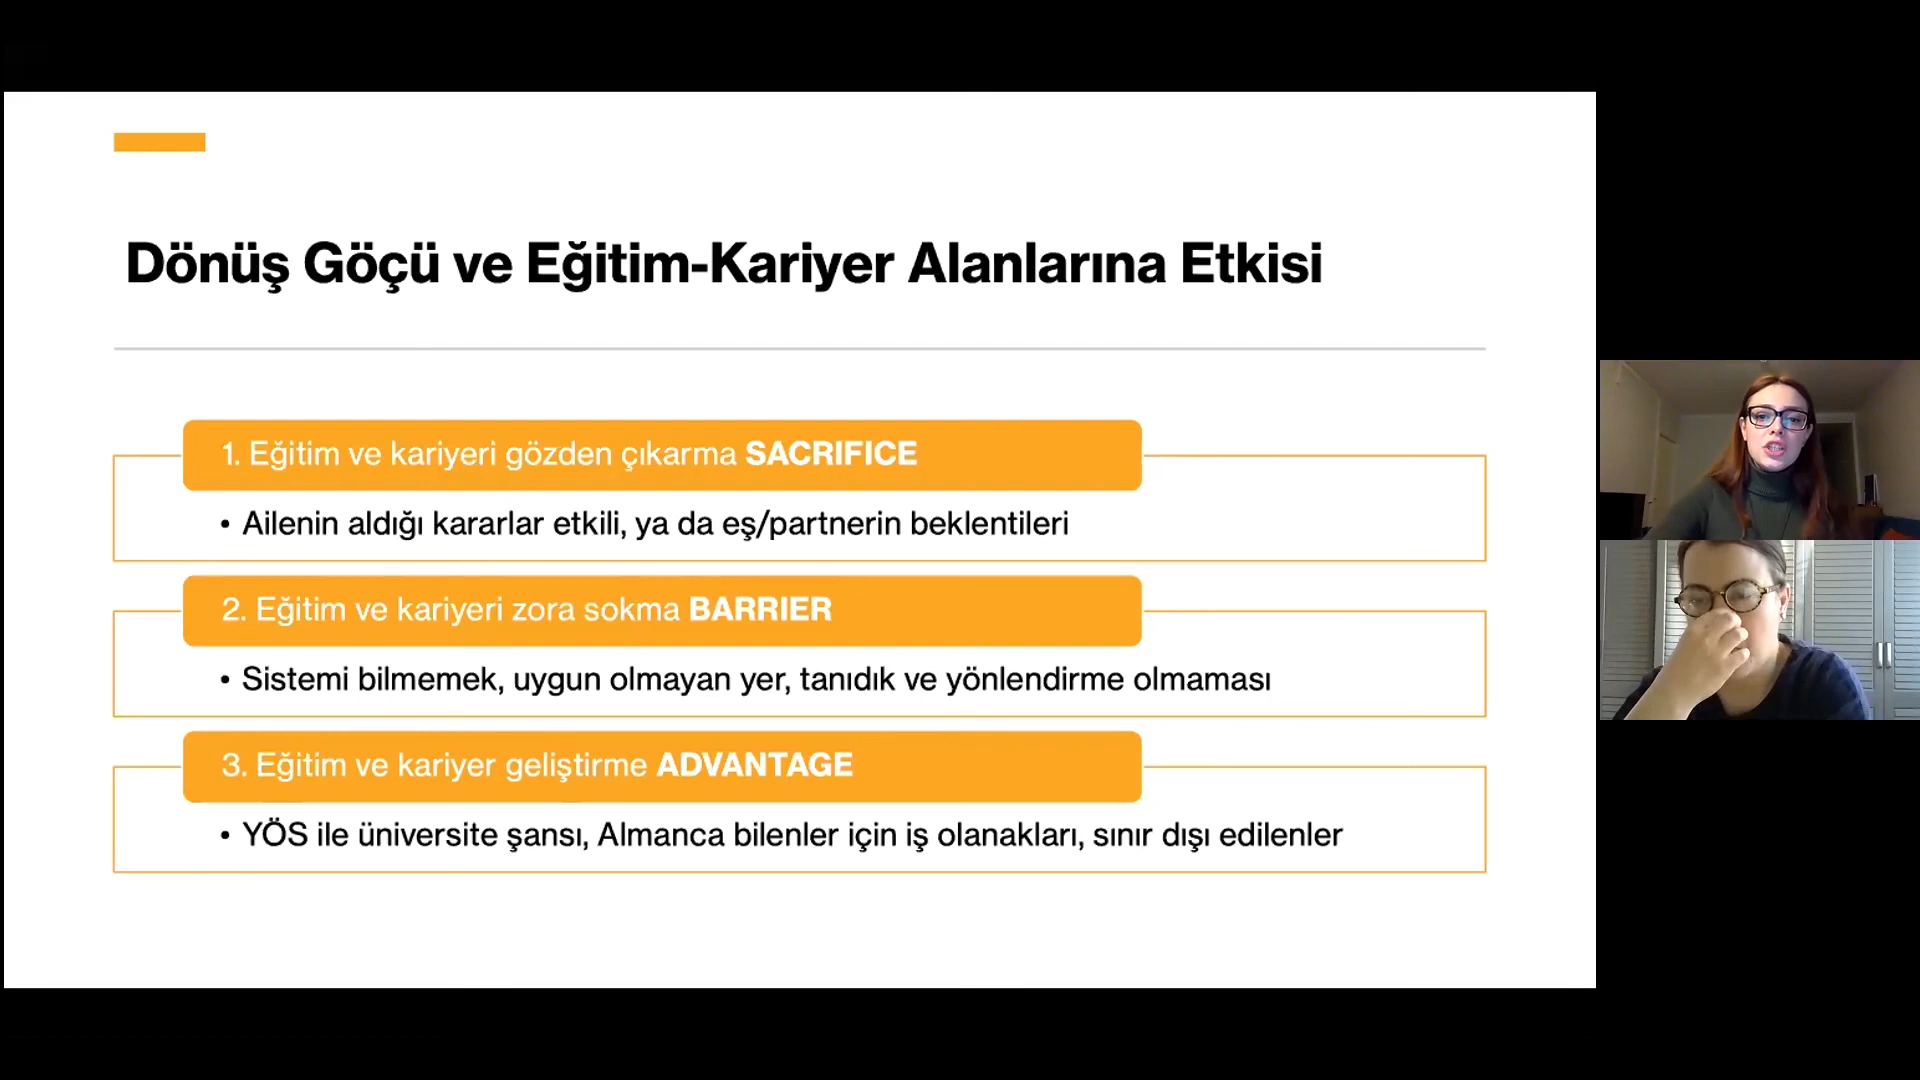 Dönüş Göçü ve Eğitim-Kariyer Alanlarına Etkisi
1. Eğitim ve kariyeri gözden çıkarma SACRIFICE
• Ailenin aldığı kararlar etkili, ya da eş/partnerin beklentileri
2. Eğitim ve kariyeri zora sokma BARRIER
• Sistemi bilmemek, uygun olmayan yer, tanıdık ve yönlendirme olmaması
3. Eğitim ve kariyer geliştirme ADVANTAGE
• YÖS ile üniversite şansı, Almanca bilenler için iş olanakları, sınır dışı edilenler